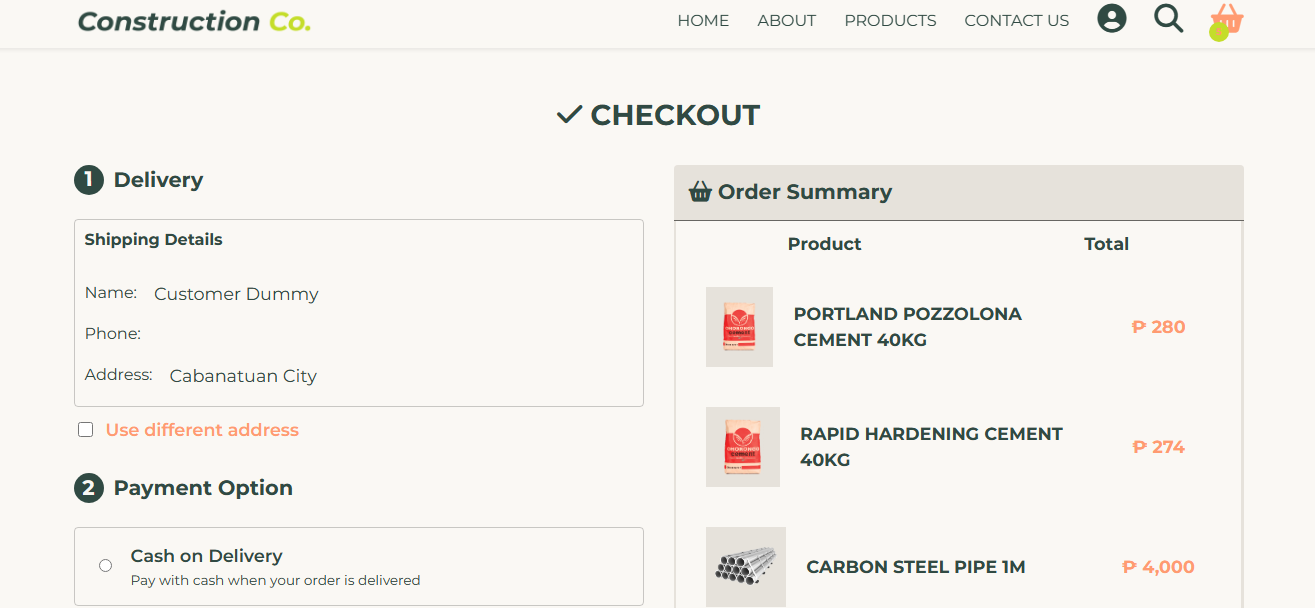 Construction Co.
HOME ABOUT PRODUCTS CONTACT US
CHECKOUT
1 Delivery
Shipping Details
Name: Customer Dummy
Phone:
Address: Cabanatuan City
Use different address
2 Payment Option
Cash on Delivery
Pay with cash when your order is delivered
Order Summary
Product Total
PORTLAND POZZOLONA
CEMENT 40KG
₱ 280
RAPID HARDENING CEMENT
40KG
₱ 274
CARBON STEEL PIPE 1M
₱ 4,000